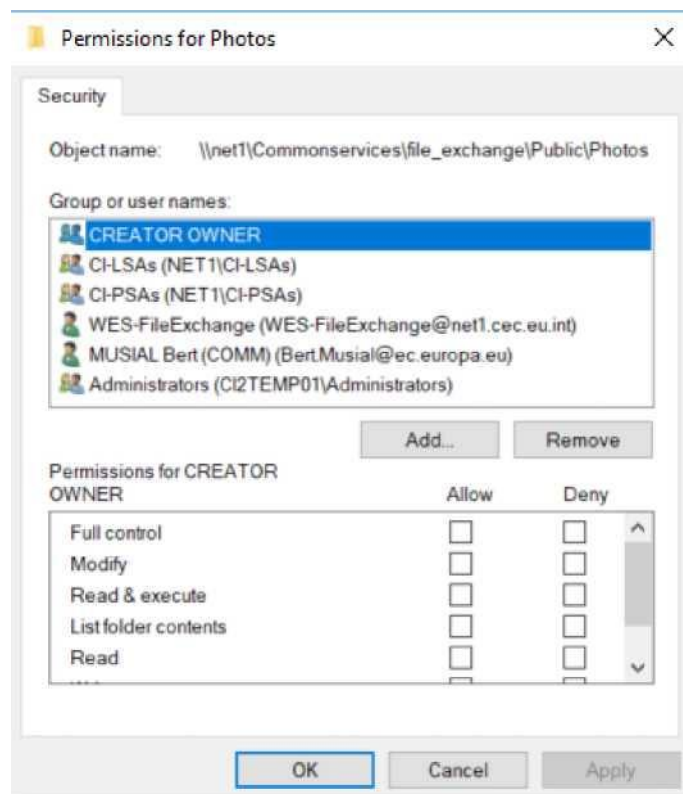 Permissions for Photos
Security
Object name: \\net1\Commonservices\file_exchange\Public\Photos
Group or user names:
CREATOR OWNER
CI-LSAs (NET1\CI-LSAs)
CI-PSAs (NET1\CI-PSAs)
WES-FileExchange (WES-FileExchange@net1.cec.eu.int)
MUSIAL Bert (COMM) (Bert.Musial@ec.europa.eu)
Administrators (CI2TEMP01\Administrators)
Add... Remove
Permissions for CREATOR
OWNER Allow Deny
Full control
Modify
Read & execute
List folder contents
Read
OK Cancel Apply